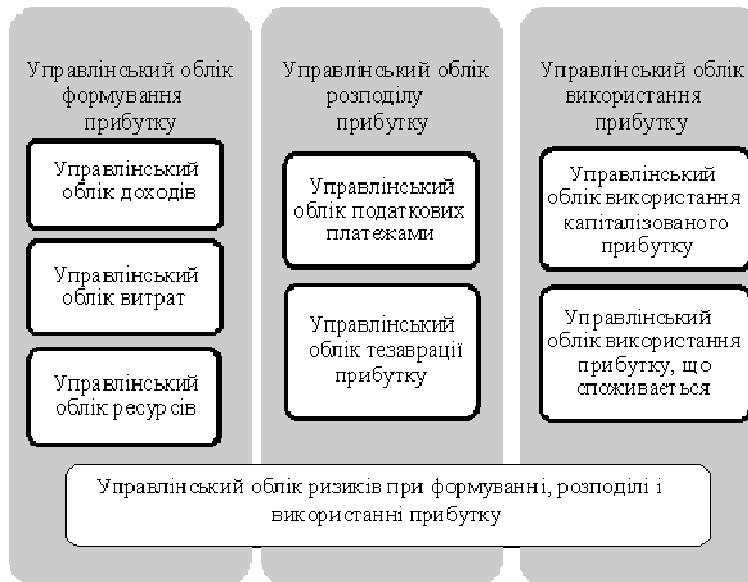 Управлінський облік
формування
прибутку
Управлінський
облік доходів
Управлінський
облік витрат
Управлінський
облік ресурсів
Управлінський облік
розподілу
прибутку
Управлінський
облік податкових
платежами
Управлінський
облік тезаврації
прибутку
Управлінський облік
використання
прибутку
Управлінський
облік використання
капіталізованого
прибутку
Управлінський
облік використання
прибутку, що
споживається
Управлінський облік ризиків при формуванні, розподілі і
використанні прибутку